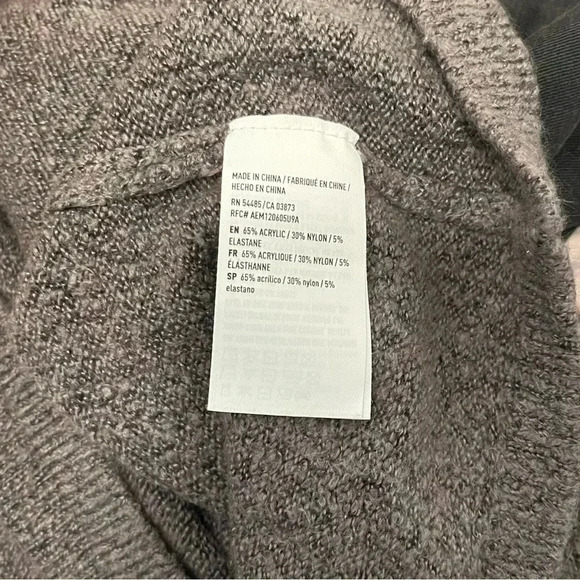 MADE IN CHINA / FABRIQUÉ EN CHINE /
HECHO EN CHINA
RN 54485/CA 03873
RFC# AEM120605U9A
EN 65% ACRYLIC / 30% NYLON / 5%
ELASTANE
FR 65% ACRYLIQUE / 30% NYLON / 5%
ÉLASTHANNE
SP 65% acrílico / 30% nylon / 5%
elastano